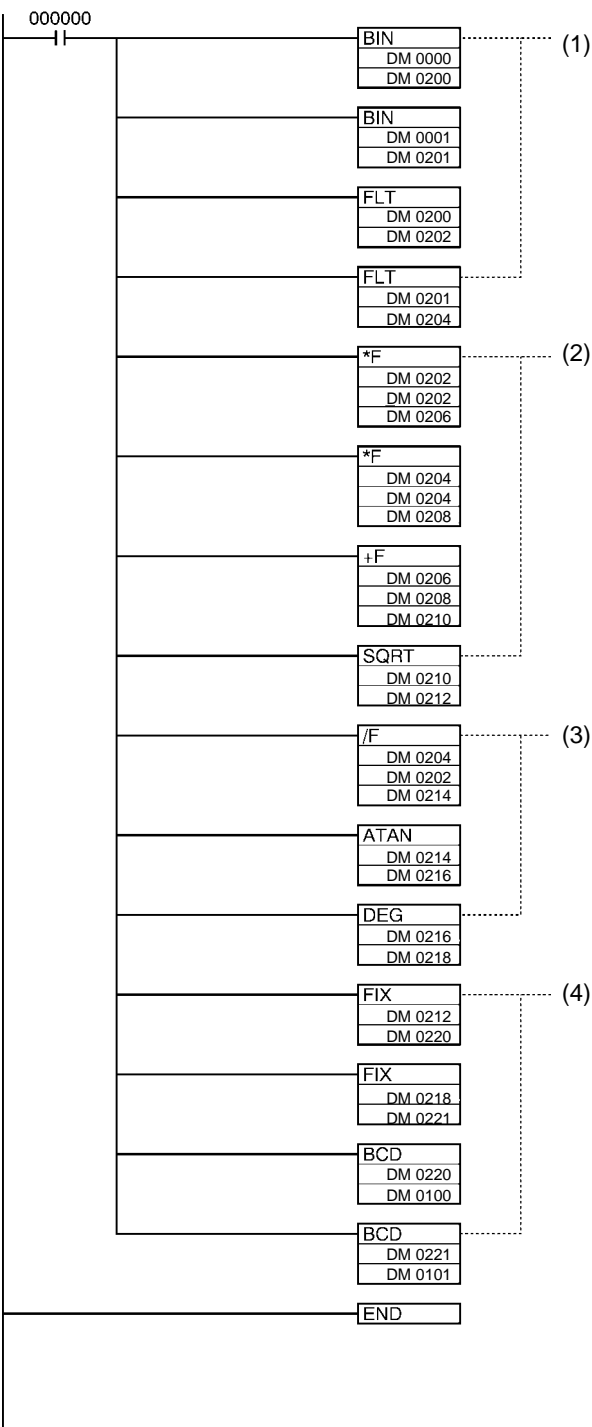 000000
BIN (1)
DM 0000
DM 0200
BIN
DM 0001
DM 0201
FLT
DM 0200
DM 0202
FLT
DM 0201
DM 0204
*F (2)
DM 0202
DM 0202
DM 0206
*F
DM 0204
DM 0204
DM 0208
+F
DM 0206
DM 0208
DM 0210
SQRT
DM 0210
DM 0212
/F (3)
DM 0204
DM 0202
DM 0214
ATAN
DM 0214
DM 0216
DEG
DM 0216
DM 0218
FIX (4)
DM 0212
DM 0220
FIX
DM 0218
DM 0221
BCD
DM 0220
DM 0100
BCD
DM 0221
DM 0101
END